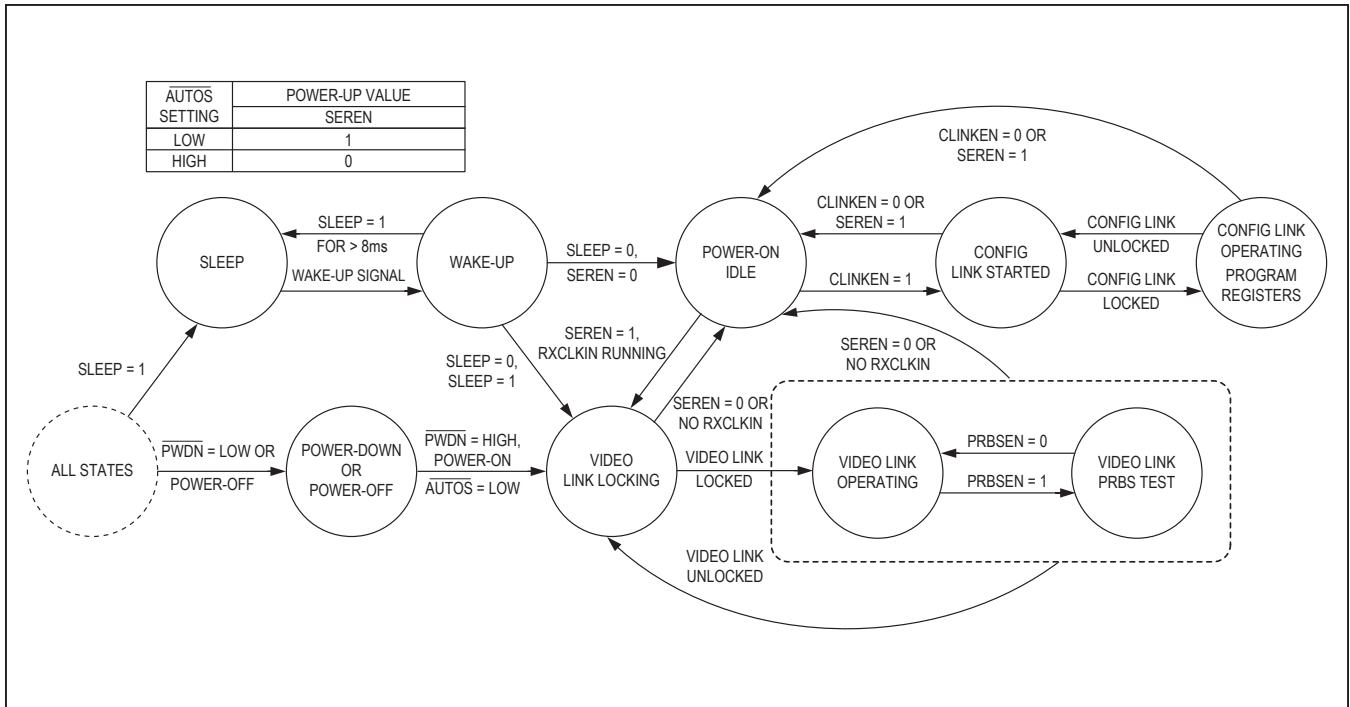 AUTOS
SETTING
POWER-UP VALUE
SEREN
LOW
1
HIGH
0
CLINKEN = 0 OR
SEREN = 1
SLEEP
SLEEP = 1
FOR > 8ms
WAKE-UP SIGNAL
WAKE-UP
SLEEP = 0,
SEREN = 0
POWER-ON
IDLE
CLINKEN = 0 OR
SEREN = 1
CLINKEN = 1
CONFIG
LINK STARTED
CONFIG LINK
UNLOCKED
CONFIG LINK
LOCKED
CONFIG LINK
OPERATING
PROGRAM
REGISTERS
SLEEP = 1
SLEEP = 0,
SLEEP = 1
SEREN = 1,
RXCLKIN RUNNING
SEREN = 0 OR
NO RXCLKIN
SEREN = 0 OR
NO RXCLKIN
ALL STATES
PWDN = LOW OR
POWER-OFF
POWER-DOWN
OR
POWER-OFF
PWDN = HIGH,
POWER-ON
AUTOS = LOW
VIDEO
LINK LOCKING
VIDEO LINK
LOCKED
VIDEO LINK
OPERATING
PRBSEN = 0
PRBSEN = 1
VIDEO LINK
PRBS TEST
VIDEO LINK
UNLOCKED